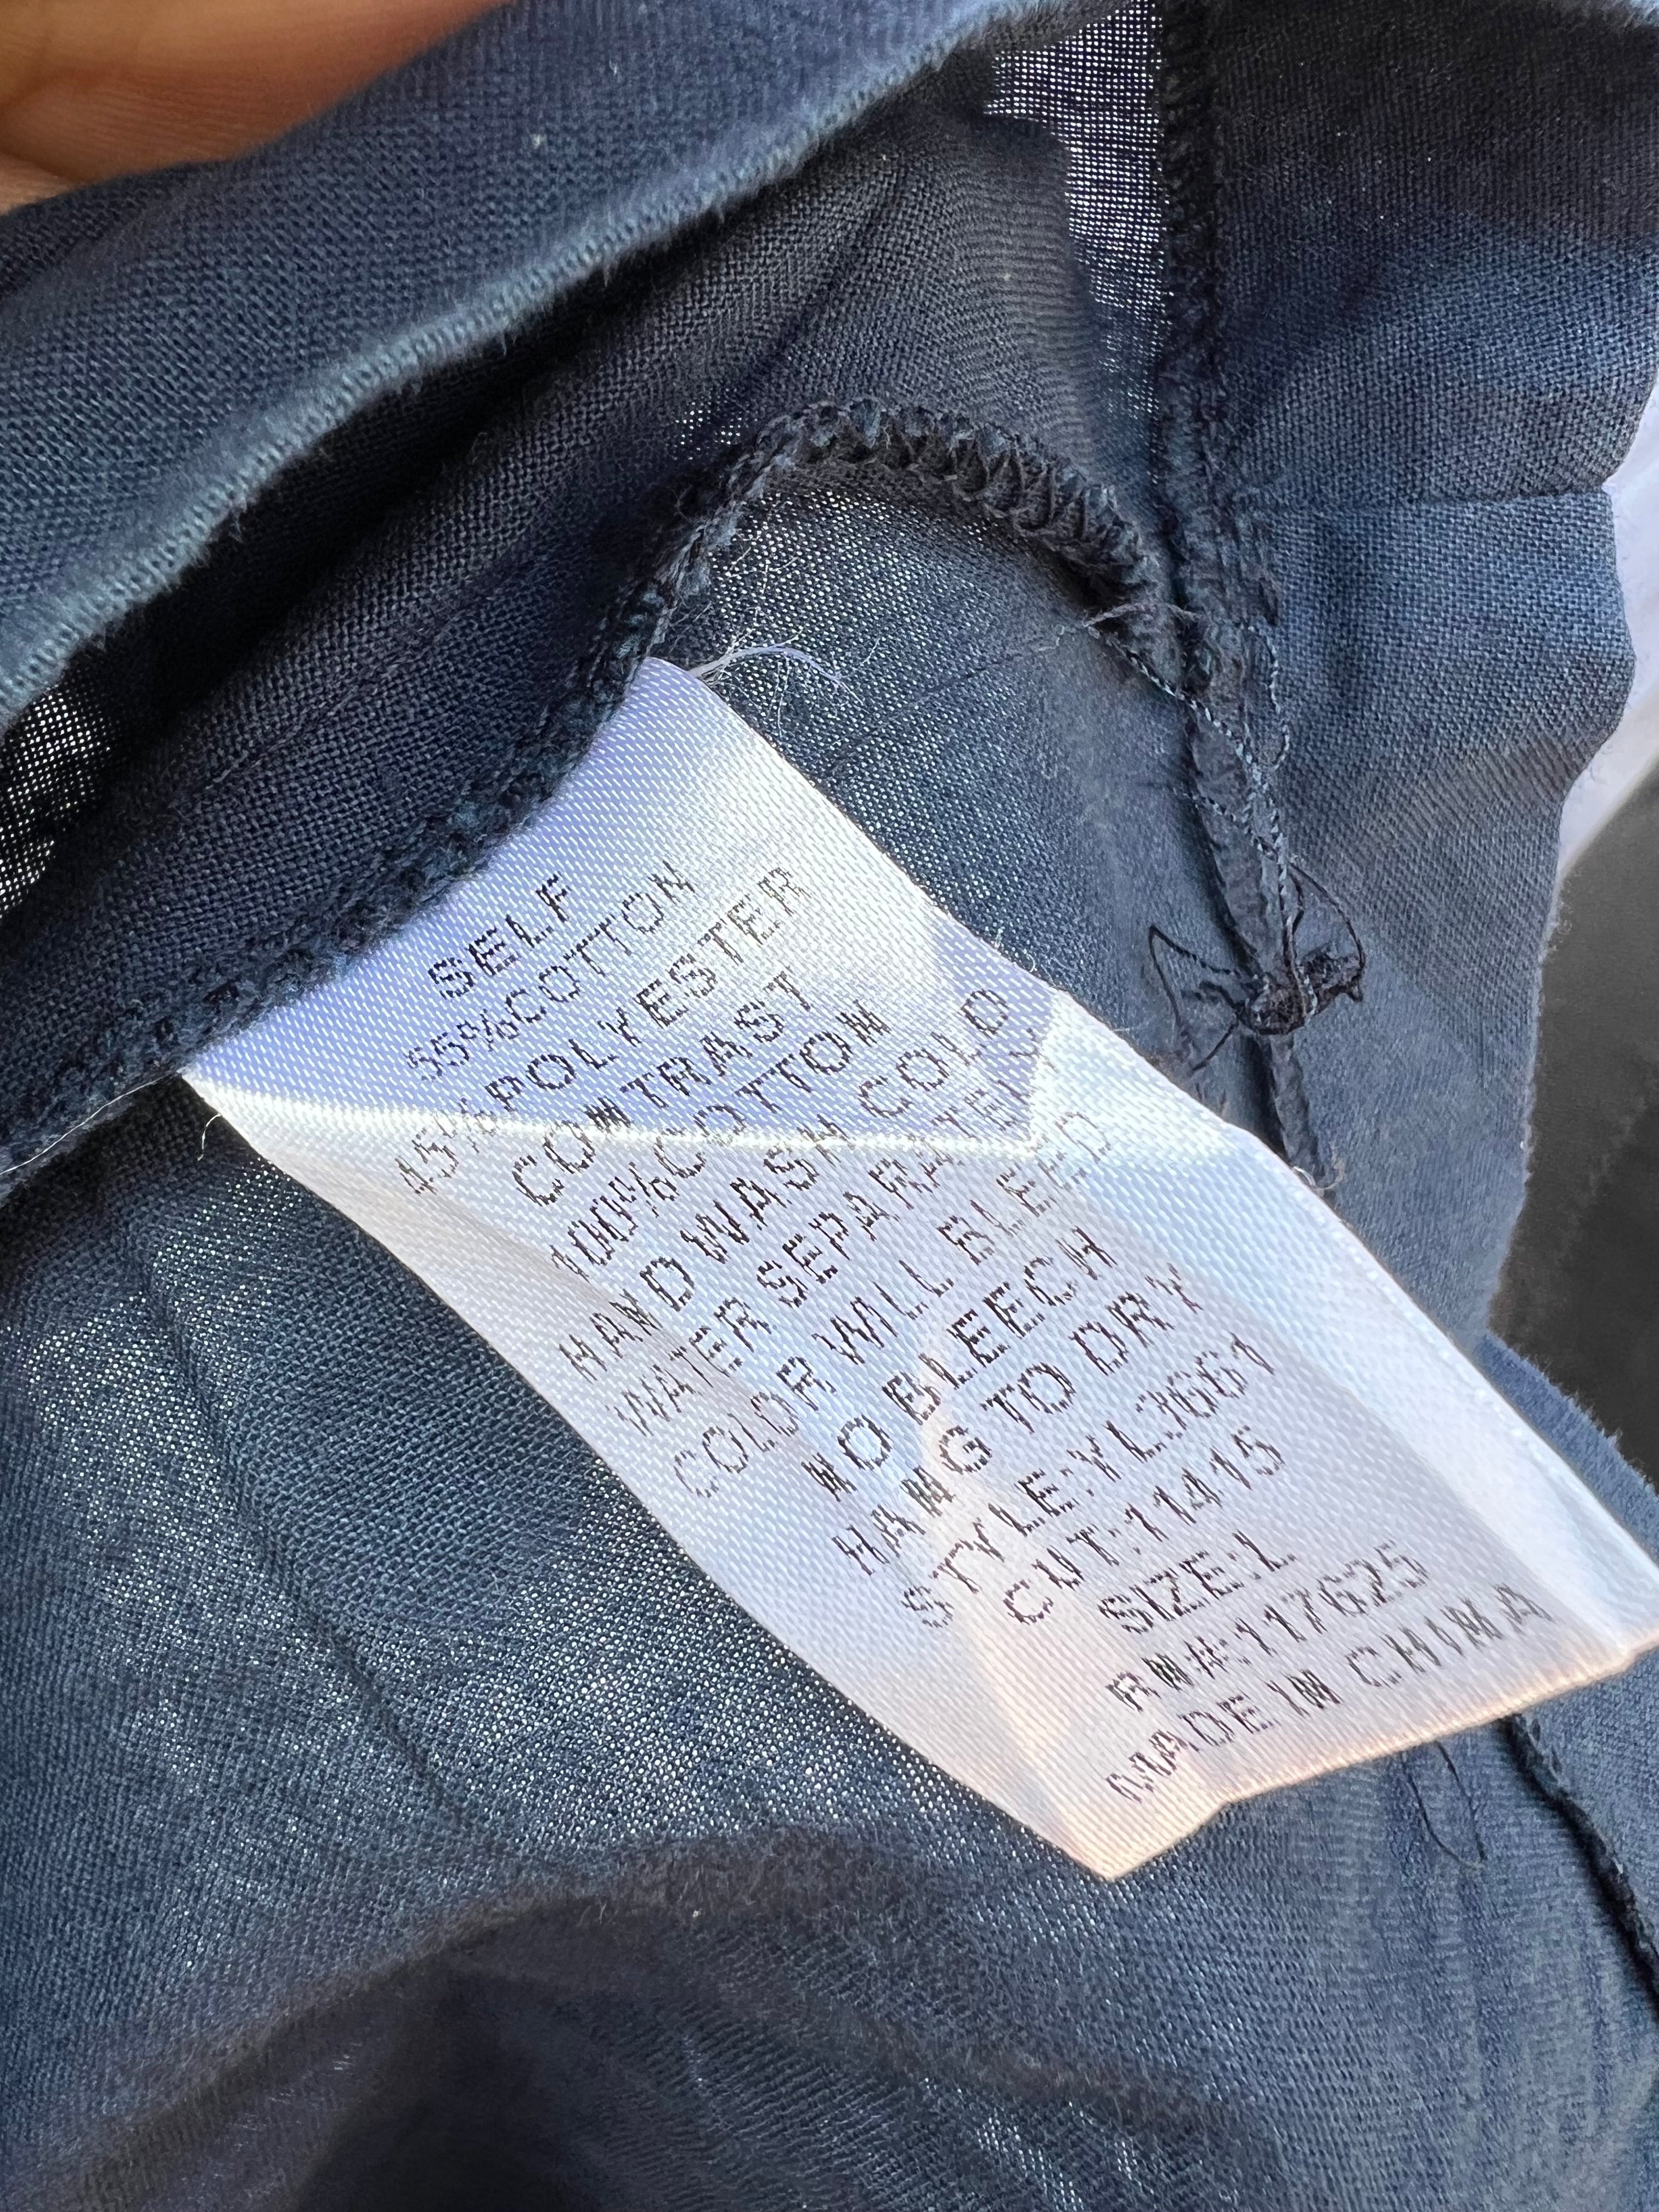 SELF
55%COTTON
45%POLYESTER
CONTRAST
100%COTTON
HAND WASH COLD
WATER SEPARATELY
COLOR WILL BLEED
NO BLEECH
HANG TO DRY
STYLE:YL3661
CUT:11415
SIZE:L
RN#:117625
MADE IN CHINA